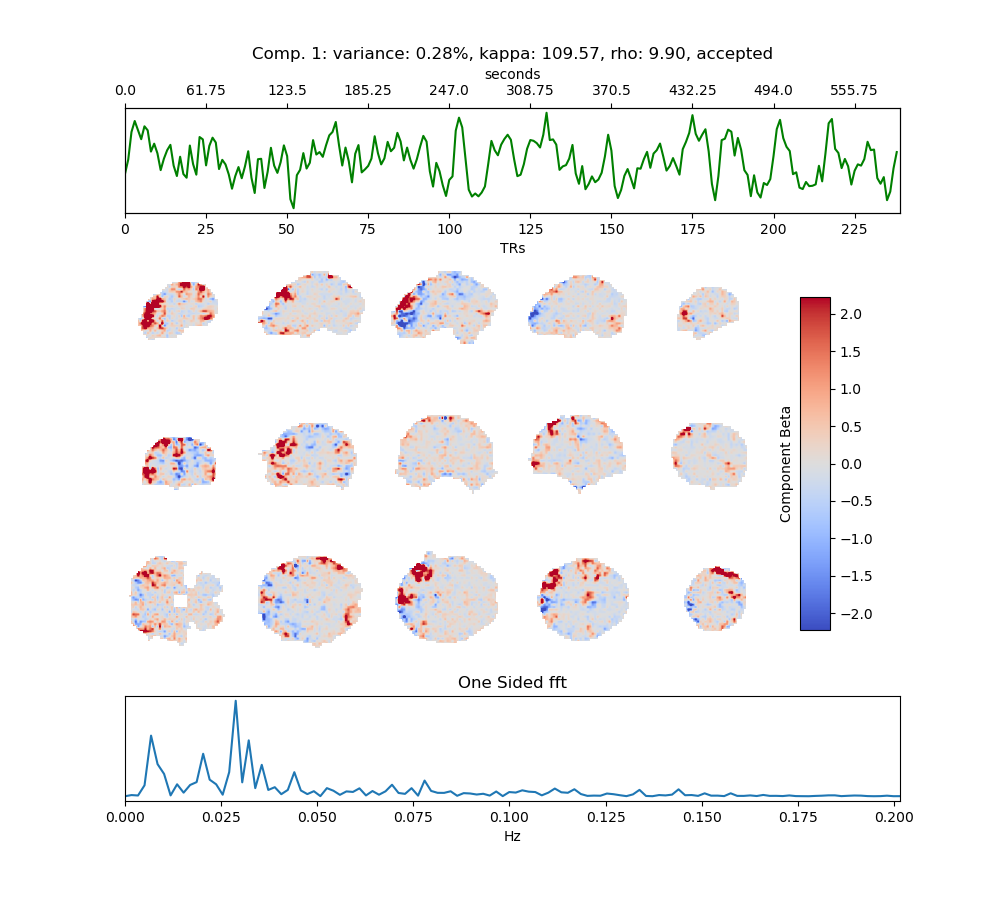 Comp. 1: variance: 0.28%, kappa: 109.57, rho: 9.90, accepted
seconds
0.0 61.75 123.5 185.25 247.0 308.75 370.5 432.25 494.0 555.75
0 25 50 75 100 125 150 175 200 225
TRs
2.0
1.5
1.0
0.5
0.0
−0.5
−1.0
−1.5
−2.0
Component Beta
One Sided fft
0.000 0.025 0.050 0.075 0.100 0.125 0.150 0.175 0.200
Hz